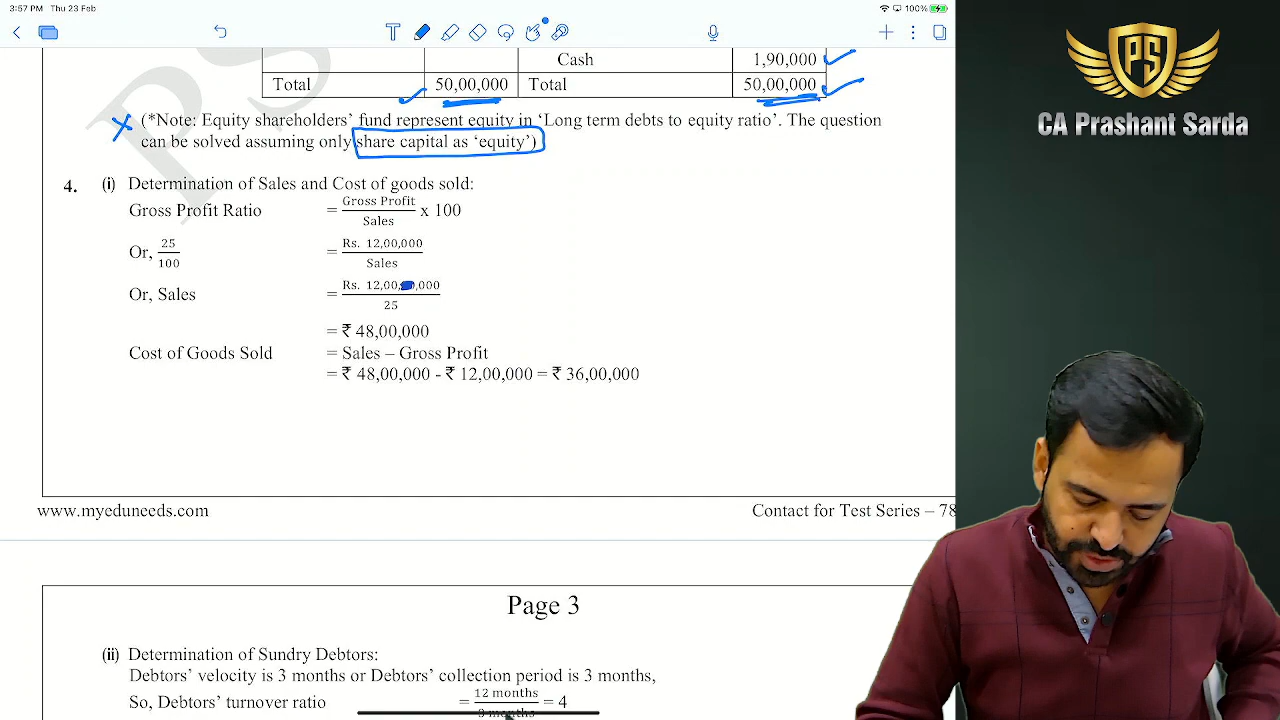 3:57 PM Thu 23 Feb
100%
PS
CA Prashant Sarda
Cash 1,90,000
Total 50,00,000 Total 50,00,000
(*Note: Equity shareholders' fund represent equity in 'Long term debts to equity ratio'. The question
can be solved assuming only share capital as 'equity')
4. (i) Determination of Sales and Cost of goods sold:
Gross Profit Ratio = Gross Profit / Sales x 100
Or, 25 / 100 = Rs. 12,00,000 / Sales
Or, Sales = Rs. 12,00, ,000 / 25
= ₹ 48,00,000
Cost of Goods Sold = Sales – Gross Profit
= ₹ 48,00,000 - ₹ 12,00,000 = ₹ 36,00,000
www.myeduneeds.com Contact for Test Series – 78
Page 3
(ii) Determination of Sundry Debtors:
Debtors' velocity is 3 months or Debtors' collection period is 3 months,
So, Debtors' turnover ratio = 12 months / 3 months = 4